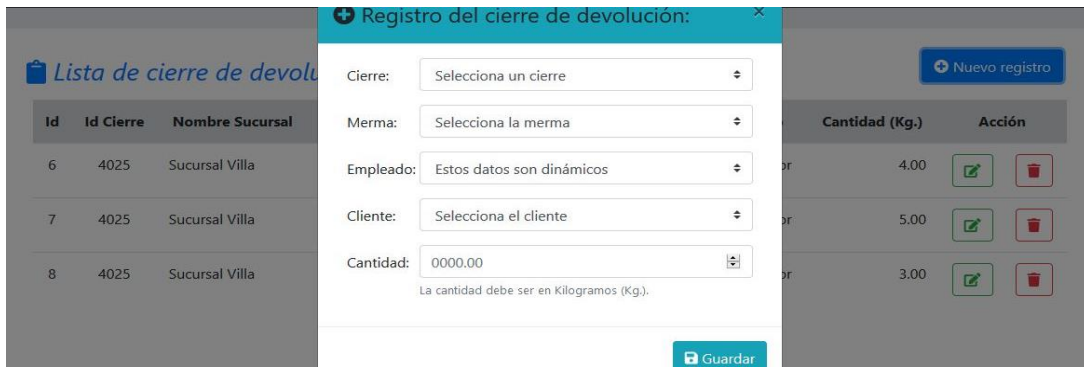 Registro del cierre de devolución: ×
Lista de cierre de devolu
Nuevo registro
Id Id Cierre Nombre Sucursal Cantidad (Kg.) Acción
6 4025 Sucursal Villa or 4.00
7 4025 Sucursal Villa or 5.00
8 4025 Sucursal Villa or 3.00
Cierre: Selecciona un cierre
Merma: Selecciona la merma
Empleado: Estos datos son dinámicos
Cliente: Selecciona el cliente
Cantidad: 0000.00
La cantidad debe ser en Kilogramos (Kg.).
Guardar